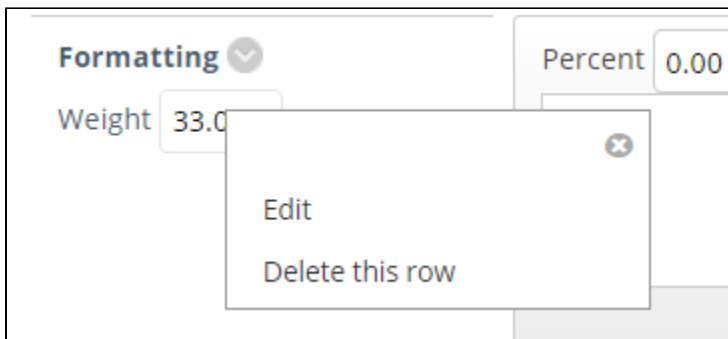 Formatting
Weight 33.0
Percent 0.00
Edit
Delete this row